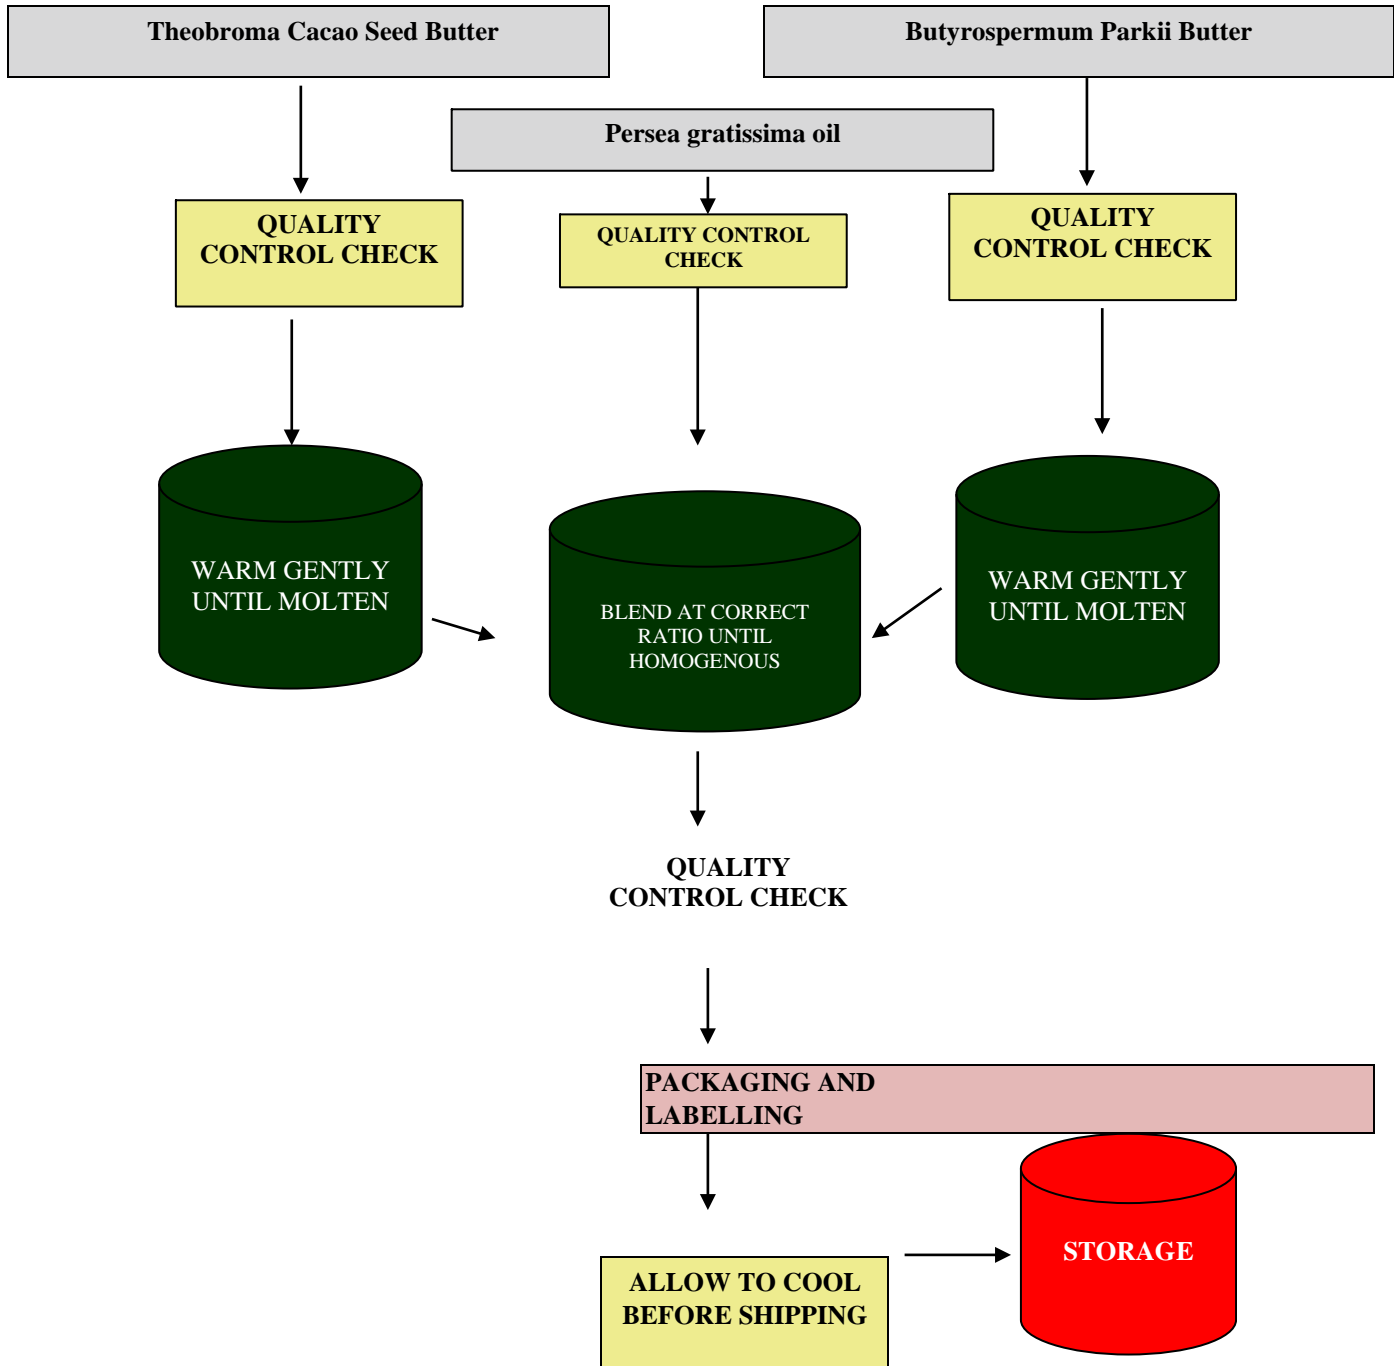 Theobroma Cacao Seed Butter
Butyrospermum Parkii Butter
Persea gratissima oil
QUALITY
CONTROL CHECK
QUALITY CONTROL
CHECK
QUALITY
CONTROL CHECK
WARM GENTLY
UNTIL MOLTEN
BLEND AT CORRECT
RATIO UNTIL
HOMOGENOUS
WARM GENTLY
UNTIL MOLTEN
QUALITY
CONTROL CHECK
PACKAGING AND
LABELLING
STORAGE
ALLOW TO COOL
BEFORE SHIPPING